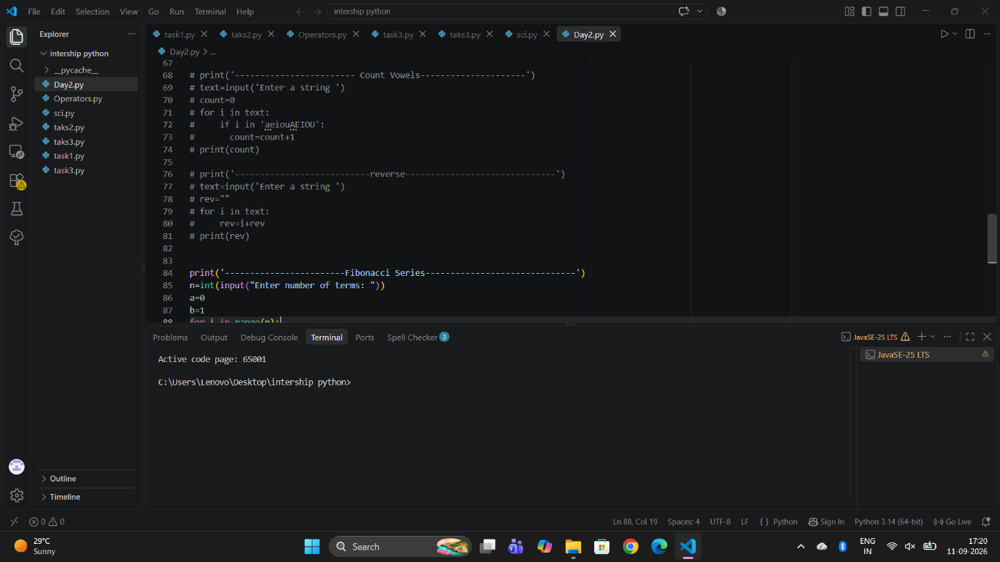 File Edit Selection View Go Run Terminal Help
intership python
Explorer
intership python
__pycache__
Day2.py
Operators.py
sci.py
taks2.py
taks3.py
task1.py
task3.py
Outline
Timeline
task1.py taks2.py Operators.py task3.py taks3.py sci.py Day2.py
Day2.py > ...
67
68 # print('------------------------ Count Vowels---------------------')
69 # text=input('Enter a string ')
70 # count=0
71 # for i in text:
72 #     if i in 'aeiouAEIOU':
73 #       count=count+1
74 # print(count)
75
76 # print('---------------------------reverse------------------------------')
77 # text=input('Enter a string ')
78 # rev=""
79 # for i in text:
80 #     rev=i+rev
81 # print(rev)
82
83
84 print('------------------------Fibonacci Series------------------------------')
85 n=int(input("Enter number of terms: "))
86 a=0
87 b=1
88 for i in range(n):
Problems Output Debug Console Terminal Ports Spell Checker 3
JavaSE-25 LTS
Active code page: 65001
C:\Users\Lenovo\Desktop\intership python>
JavaSE-25 LTS
0 0 Ln 88, Col 19 Spaces: 4 UTF-8 LF { } Python Sign In Python 3.14 (64-bit) Go Live
29°C
Sunny
Search
ENG
IN
17:20
11-09-2026